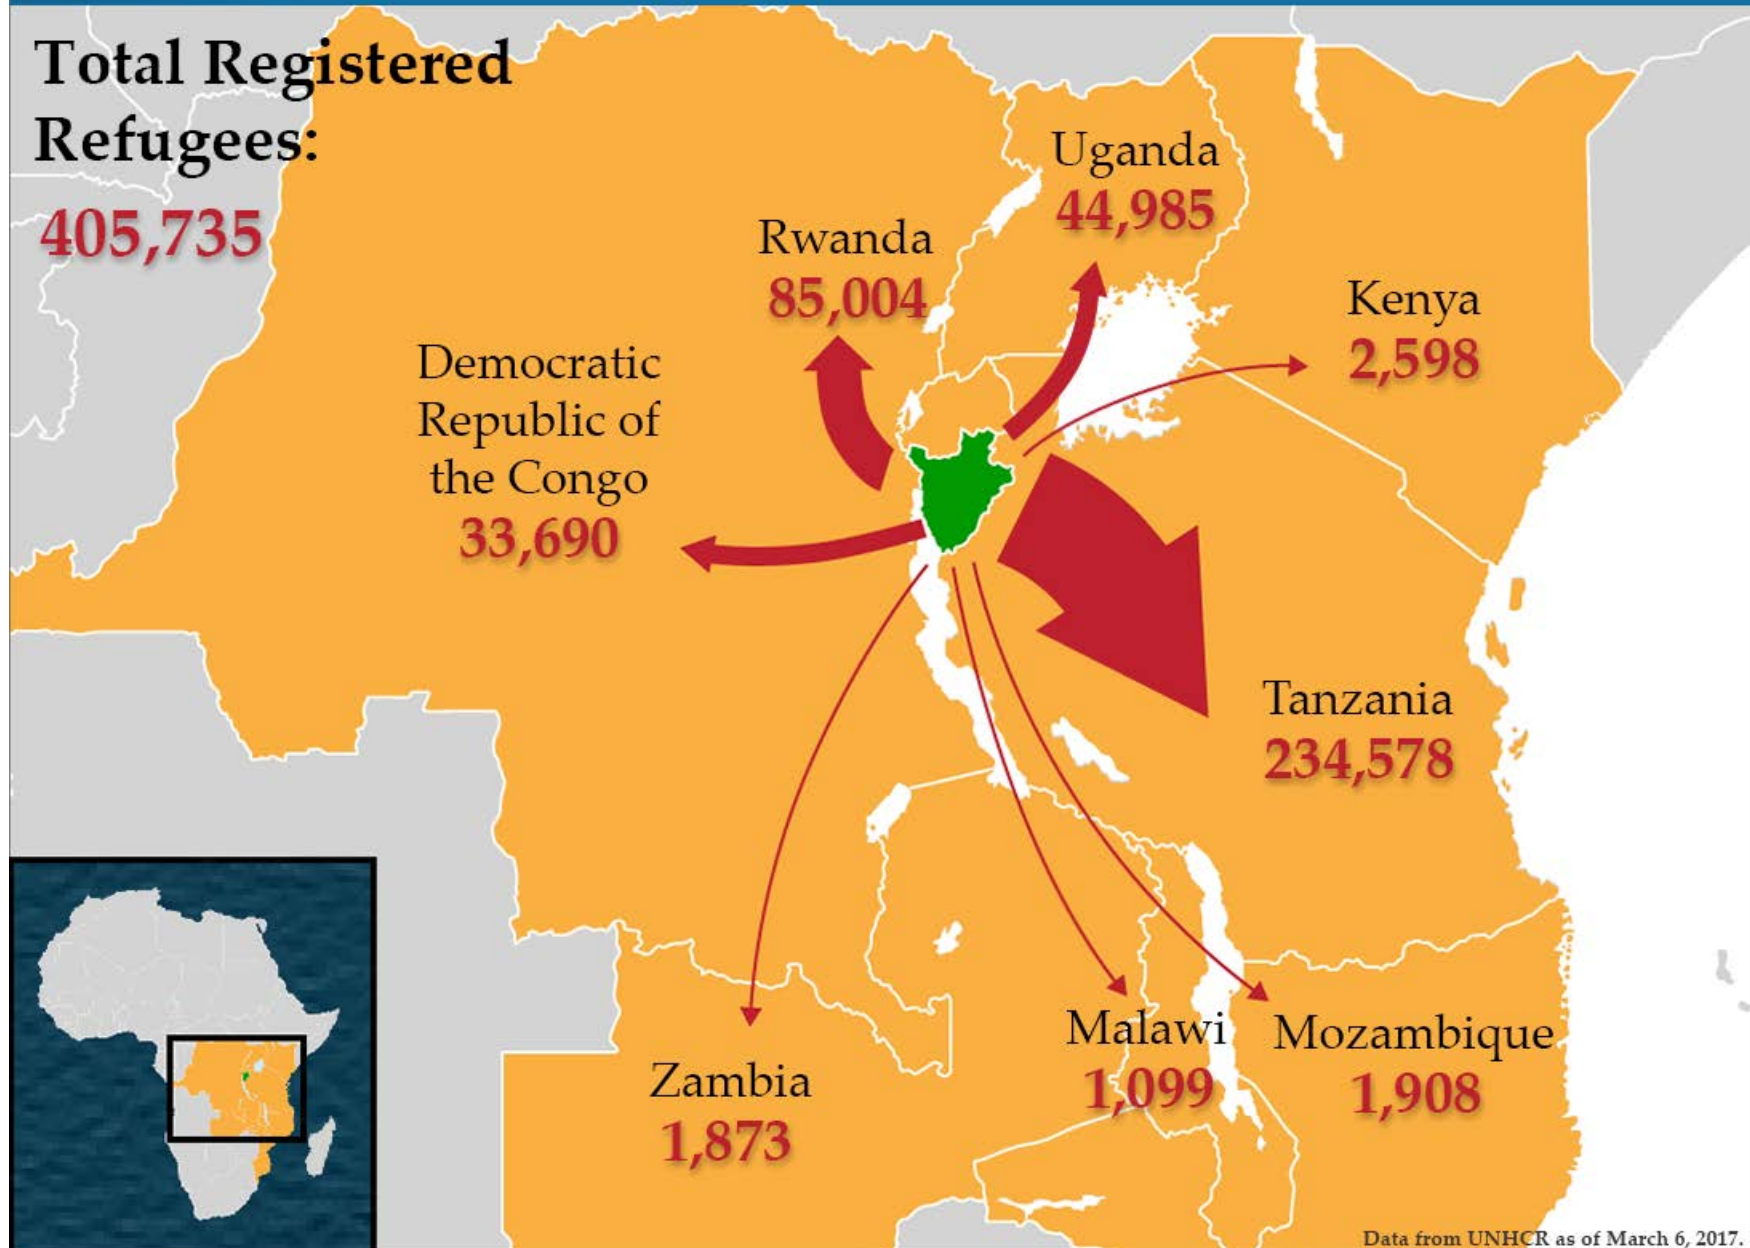 Total Registered
Refugees:
405,735
Uganda
44,985
Rwanda
85,004
Kenya
2,598
Democratic
Republic of
the Congo
33,690
Tanzania
234,578
Malawi
1,099
Mozambique
1,908
Zambia
1,873
Data from UNHCR as of March 6, 2017.